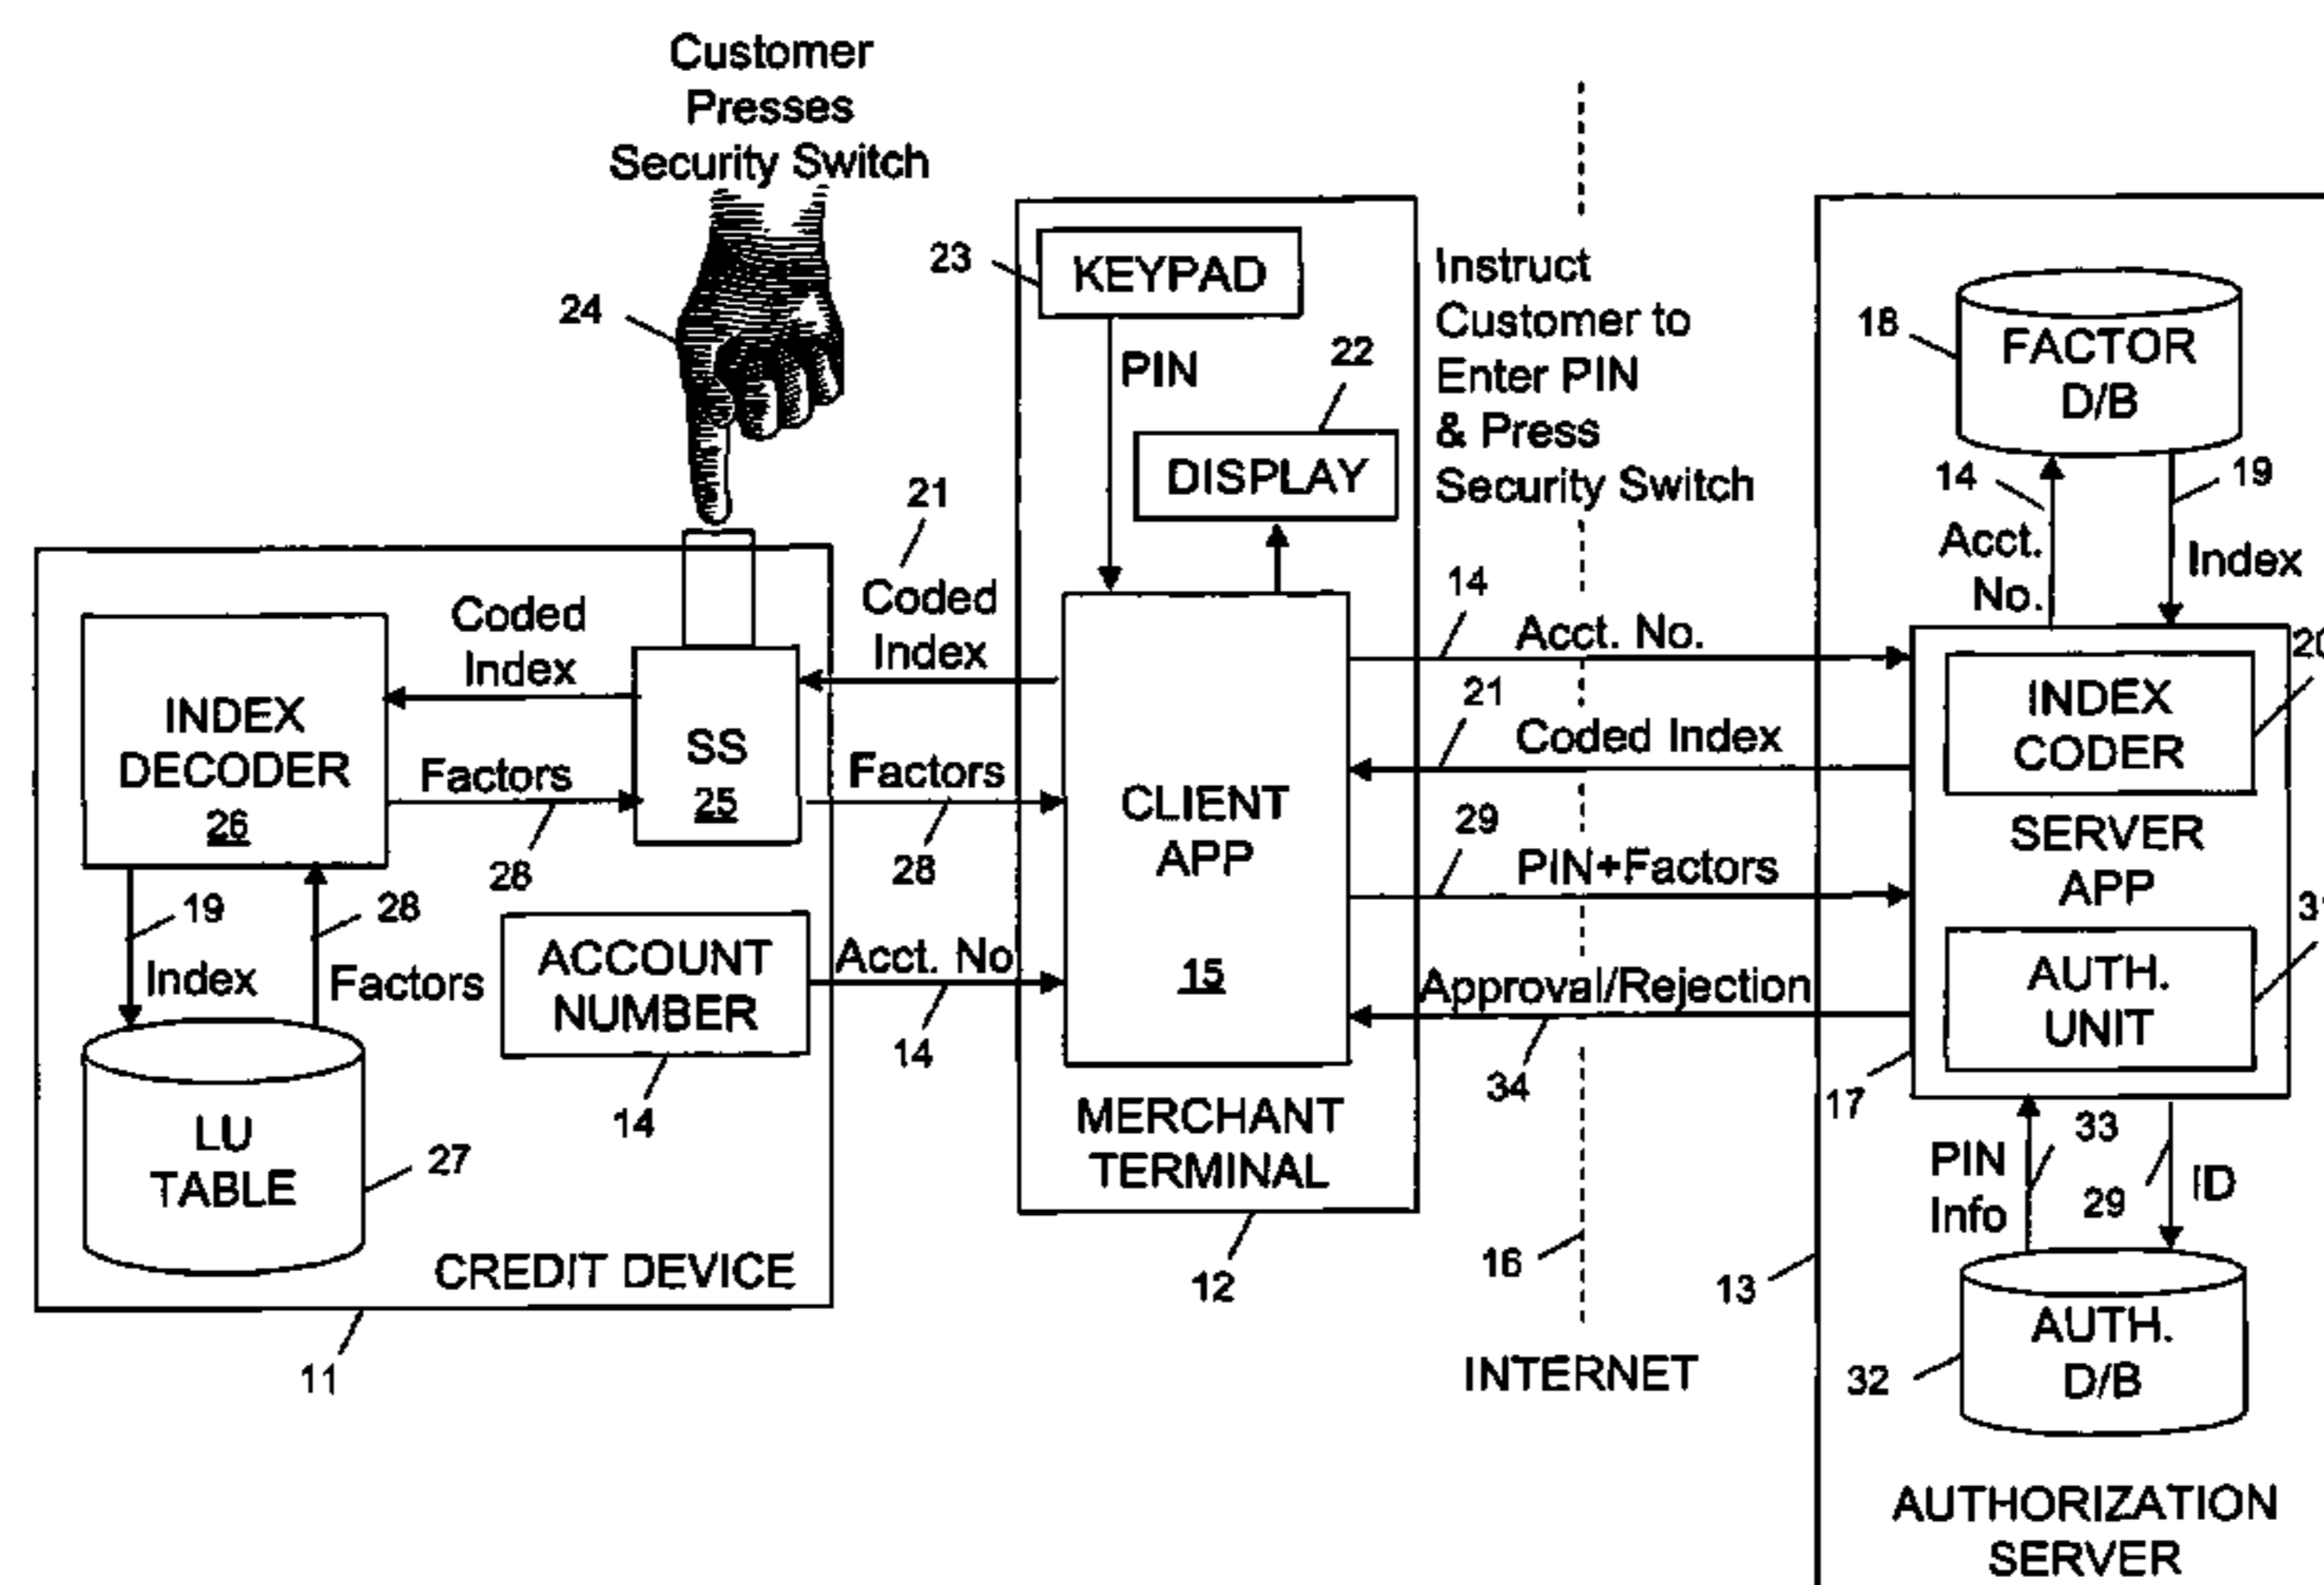 Customer
Presses
Security Switch
24
23
KEYPAD
PIN
22
DISPLAY
Instruct
Customer to
Enter PIN
& Press
Security Switch
18
FACTOR
D/B
14
19
Acct.
No.
Index
21
Coded
Index
Coded
Index
INDEX
DECODER
26
SS
25
Factors
28
Factors
28
19
28
Index
Factors
ACCOUNT
NUMBER
14
Acct. No
14
LU
TABLE
27
CREDIT DEVICE
11
CLIENT
APP
15
MERCHANT
TERMINAL
12
14
Acct. No.
21
Coded Index
29
PIN+Factors
Approval/Rejection
34
16
INTERNET
INDEX
CODER
20
SERVER
APP
AUTH.
UNIT
31
17
33
PIN
Info
29
ID
13
32
AUTH.
D/B
AUTHORIZATION
SERVER